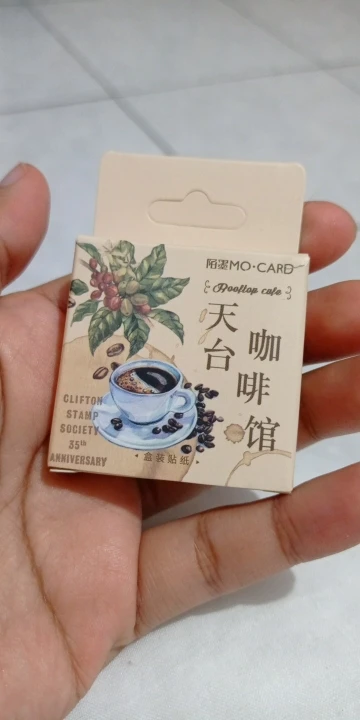 陌墨MO·CARD
Rooftop cafe
天台
咖啡馆
CLIFTON
STAMP
SOCIETY
35th
ANNIVERSARY
盒装贴纸